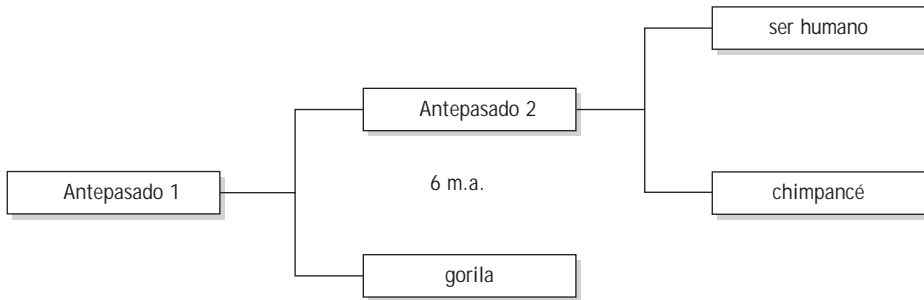 ser humano
Antepasado 2
Antepasado 1
6 m.a.
chimpancé
gorila